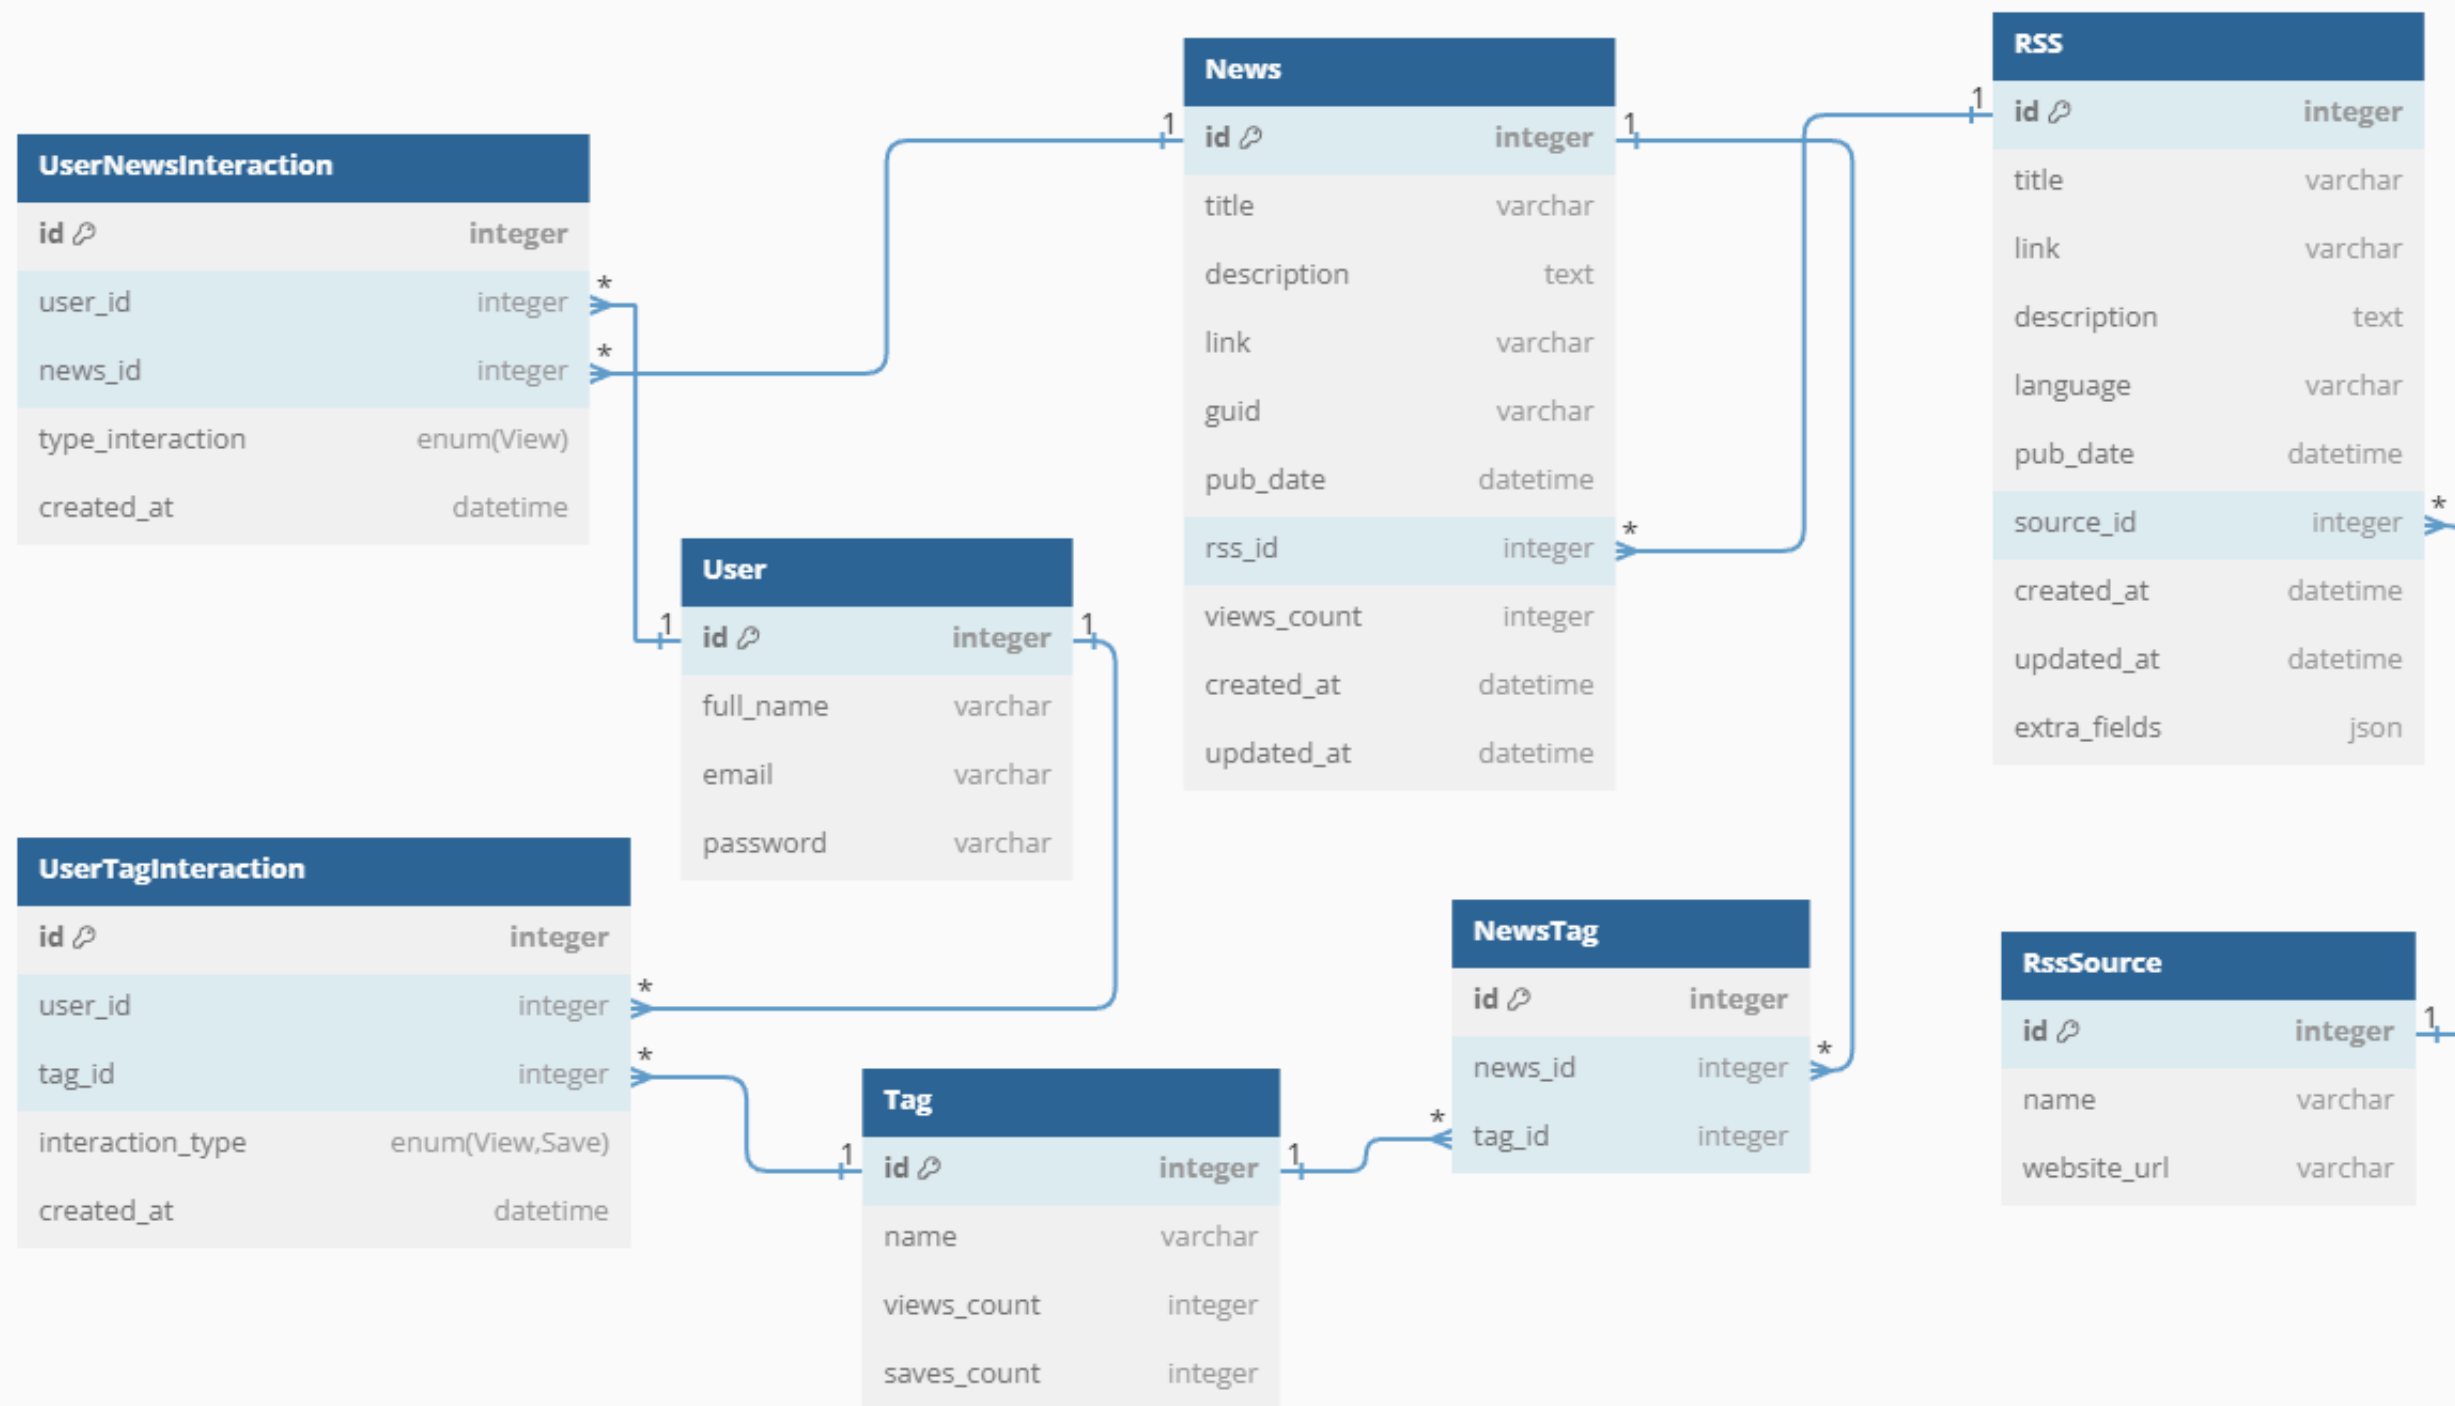 UserNewsInteraction
id integer
* 
user_id integer
*
news_id integer
type_interaction enum(View)
created_at datetime
User
1 id integer 1
full_name varchar
email varchar
password varchar
News
1 id integer 1
title varchar
description text
link varchar
guid varchar
pub_date datetime
*
rss_id integer
views_count integer
created_at datetime
updated_at datetime
RSS
1 id integer
title varchar
link varchar
description text
language varchar
pub_date datetime
*
source_id integer
created_at datetime
updated_at datetime
extra_fields json
UserTagInteraction
id integer
*
user_id integer
*
tag_id integer
interaction_type enum(View,Save)
created_at datetime
Tag
1 id integer 1
name varchar
views_count integer
saves_count integer
NewsTag
id integer
*
news_id integer
*
tag_id integer
RssSource
id integer 1
name varchar
website_url varchar